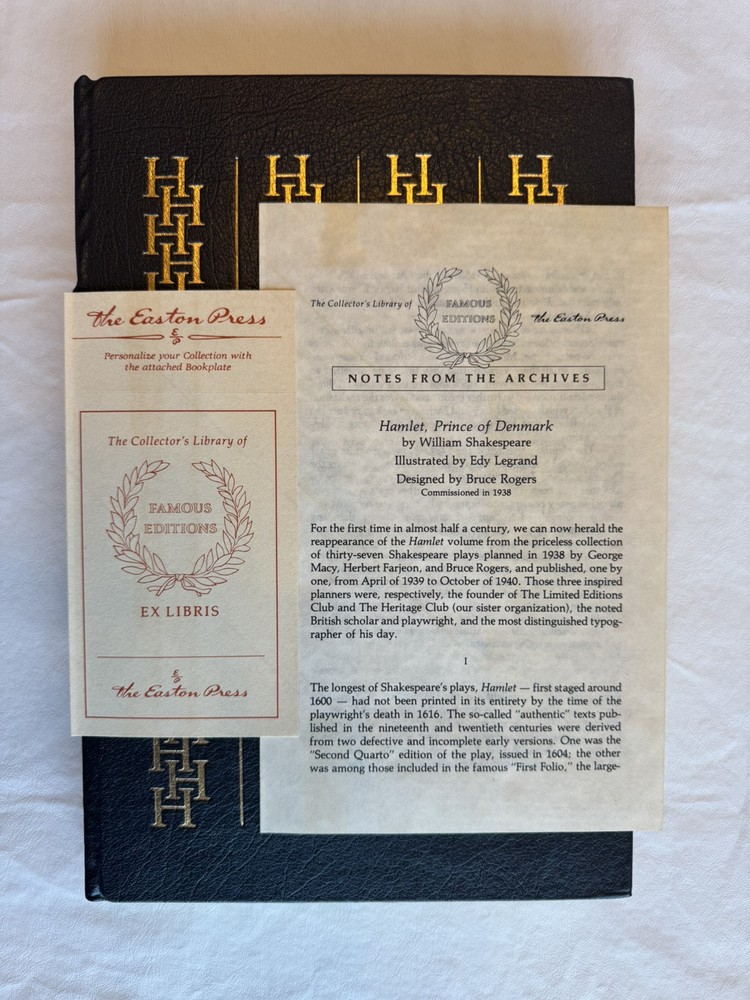 H H H H
H H H H
H
H
H
The Easton Press
E
P
Personalize your Collection with
the attached Bookplate
The Collector's Library of
FAMOUS
EDITIONS
EX LIBRIS
E
P
The Easton Press
H
H
H
The Collector's Library of
FAMOUS
EDITIONS
The Easton Press
NOTES FROM THE ARCHIVES
Hamlet, Prince of Denmark
by William Shakespeare
Illustrated by Edy Legrand
Designed by Bruce Rogers
Commissioned in 1938
For the first time in almost half a century, we can now herald the
reappearance of the Hamlet volume from the priceless collection
of thirty-seven Shakespeare plays planned in 1938 by George
Macy, Herbert Farjeon, and Bruce Rogers, and published, one by
one, from April of 1939 to October of 1940. Those three inspired
planners were, respectively, the founder of The Limited Editions
Club and The Heritage Club (our sister organization), the noted
British scholar and playwright, and the most distinguished typog-
rapher of his day.
I
The longest of Shakespeare's plays, Hamlet — first staged around
1600 — had not been printed in its entirety by the time of the
playwright's death in 1616. The so-called "authentic" texts pub-
lished in the nineteenth and twentieth centuries were derived
from two defective and incomplete early versions. One was the
"Second Quarto" edition of the play, issued in 1604; the other
was among those included in the famous "First Folio," the large-